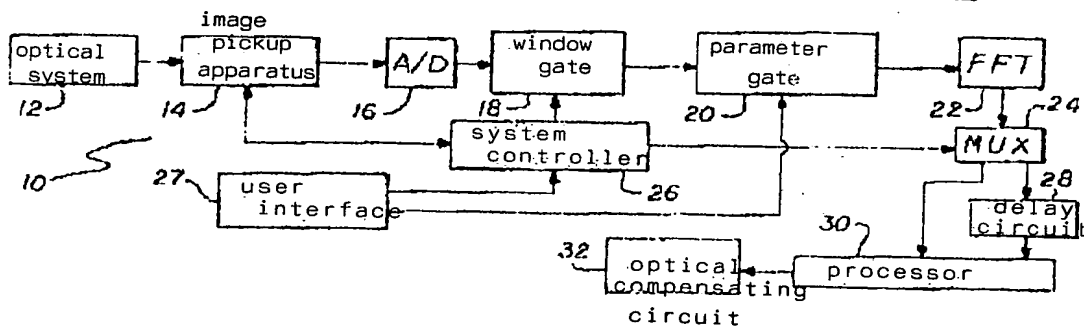 image
optical
system
pickup
apparatus
A/D
window
gate
parameter
gate
FFT
12
14
16
18
20
22
24
MUX
system
controller
10
27
user
interface
26
28
delay
circuit
30
32
optical
compensating
circuit
processor